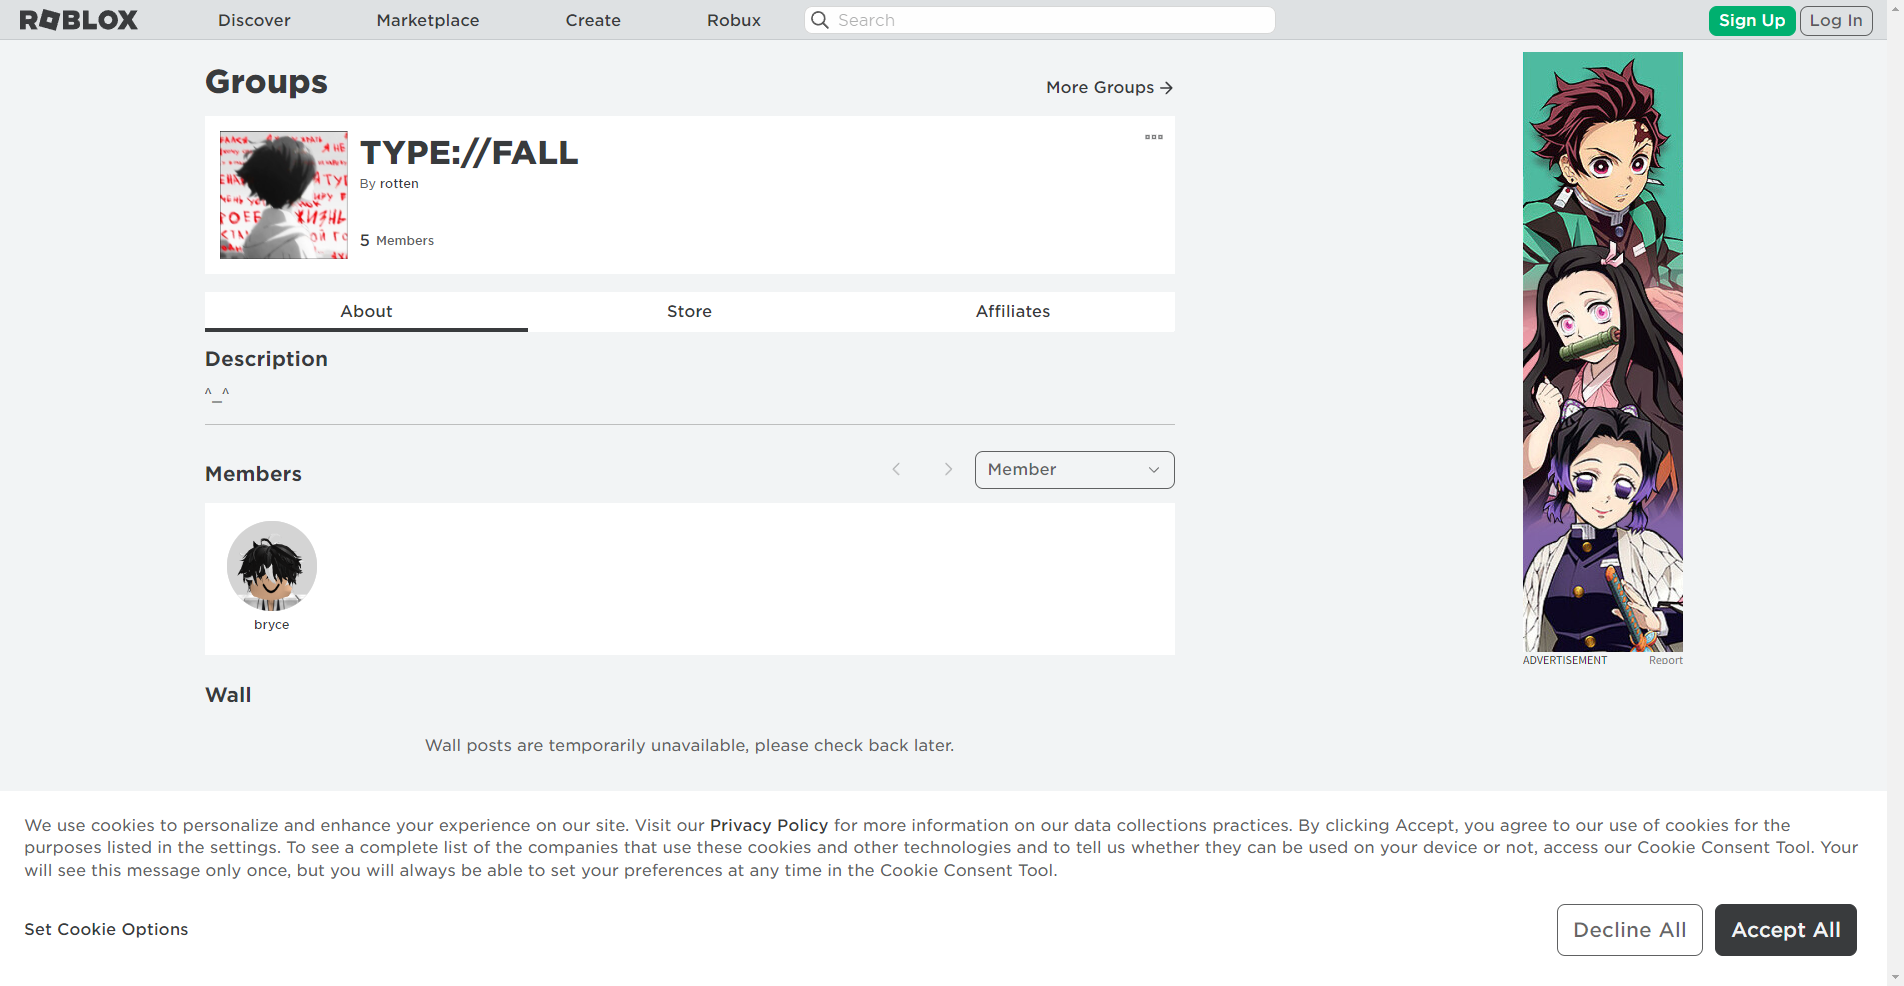 ROBLOX Discover Marketplace Create Robux Search Sign Up Log In
Groups
More Groups
TYPE://FALL
By rotten
5 Members
Я НЕ
ТУ
ТОЕЕ ЖИЗНЬ
About Store Affiliates
Description
^_^
Members
Member
bryce
Wall
Wall posts are temporarily unavailable, please check back later.
ADVERTISEMENT Report
We use cookies to personalize and enhance your experience on our site. Visit our Privacy Policy for more information on our data collections practices. By clicking Accept, you agree to our use of cookies for the
purposes listed in the settings. To see a complete list of the companies that use these cookies and other technologies and to tell us whether they can be used on your device or not, access our Cookie Consent Tool. Your
will see this message only once, but you will always be able to set your preferences at any time in the Cookie Consent Tool.
Set Cookie Options
Decline All Accept All